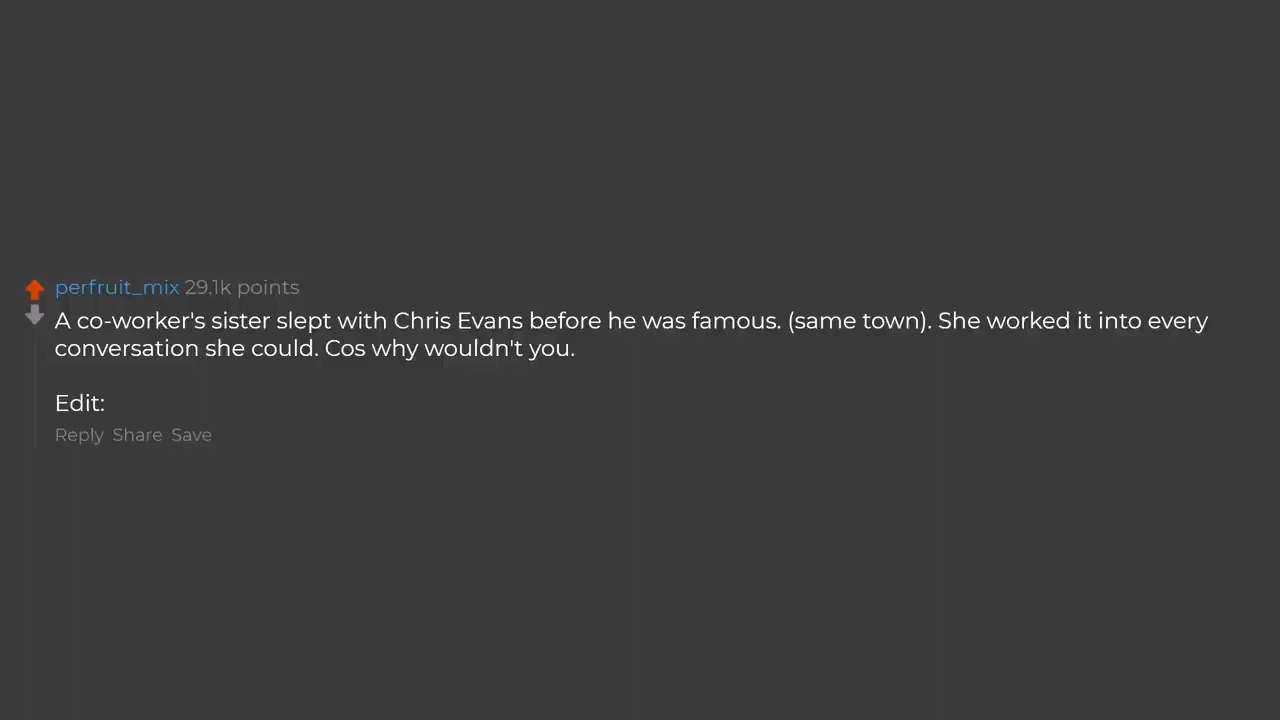 perfruit_mix 29.1k points
A co-worker's sister slept with Chris Evans before he was famous. (same town). She worked it into every
conversation she could. Cos why wouldn't you.
Edit:
Reply Share Save